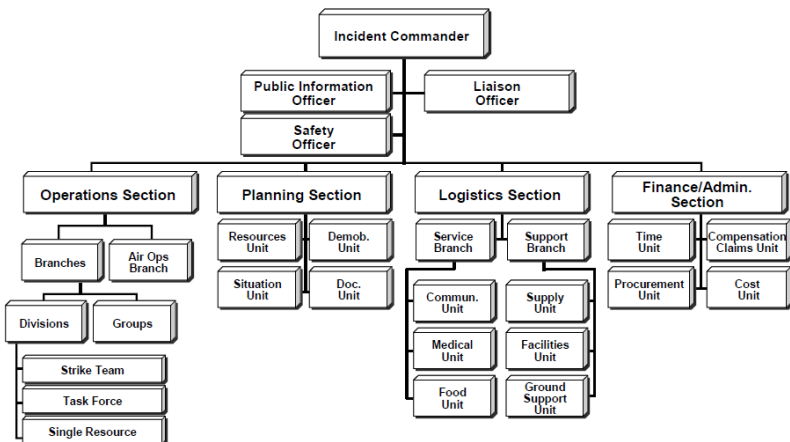 Incident Commander
Public Information
Officer
Liaison
Officer
Safety
Officer
Operations Section
Planning Section
Logistics Section
Finance/Admin.
Section
Branches
Air Ops
Branch
Resources
Unit
Demob.
Unit
Service
Branch
Support
Branch
Time
Unit
Compensation
Claims Unit
Situation
Unit
Doc.
Unit
Procurement
Unit
Cost
Unit
Divisions
Groups
Commun.
Unit
Supply
Unit
Strike Team
Medical
Unit
Facilities
Unit
Task Force
Food
Unit
Ground
Support
Unit
Single Resource